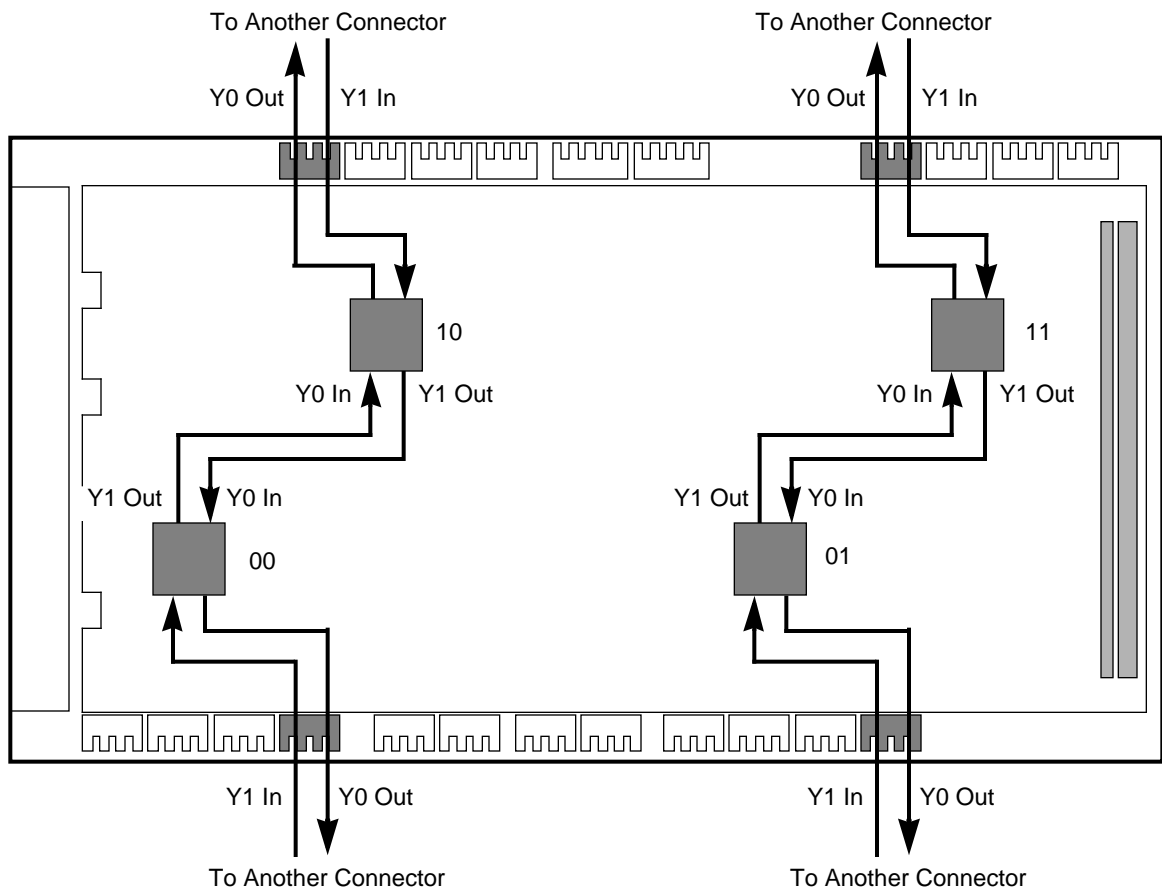 To Another Connector To Another Connector
Y0 Out Y1 In Y0 Out Y1 In
10 11
Y0 In Y1 Out Y0 In Y1 Out
Y1 Out Y0 In Y1 Out Y0 In
00 01
Y1 In Y0 Out Y1 In Y0 Out
To Another Connector To Another Connector